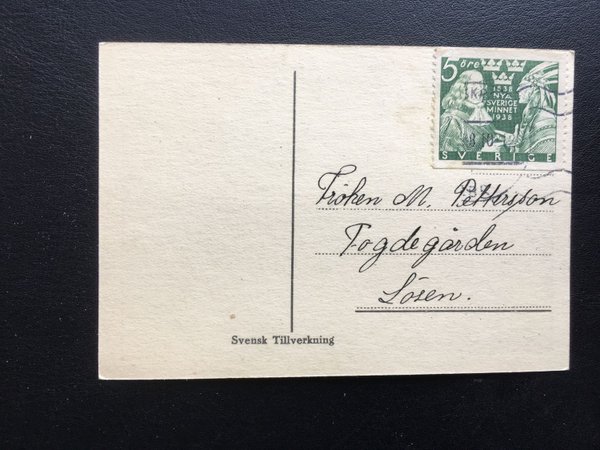 5 öre
1638
NYA
SVERIGE
MINNET
1938
SVERIGE
Fröken M. Pettersson
Fogdegården
Lösen.
Svensk Tillverkning